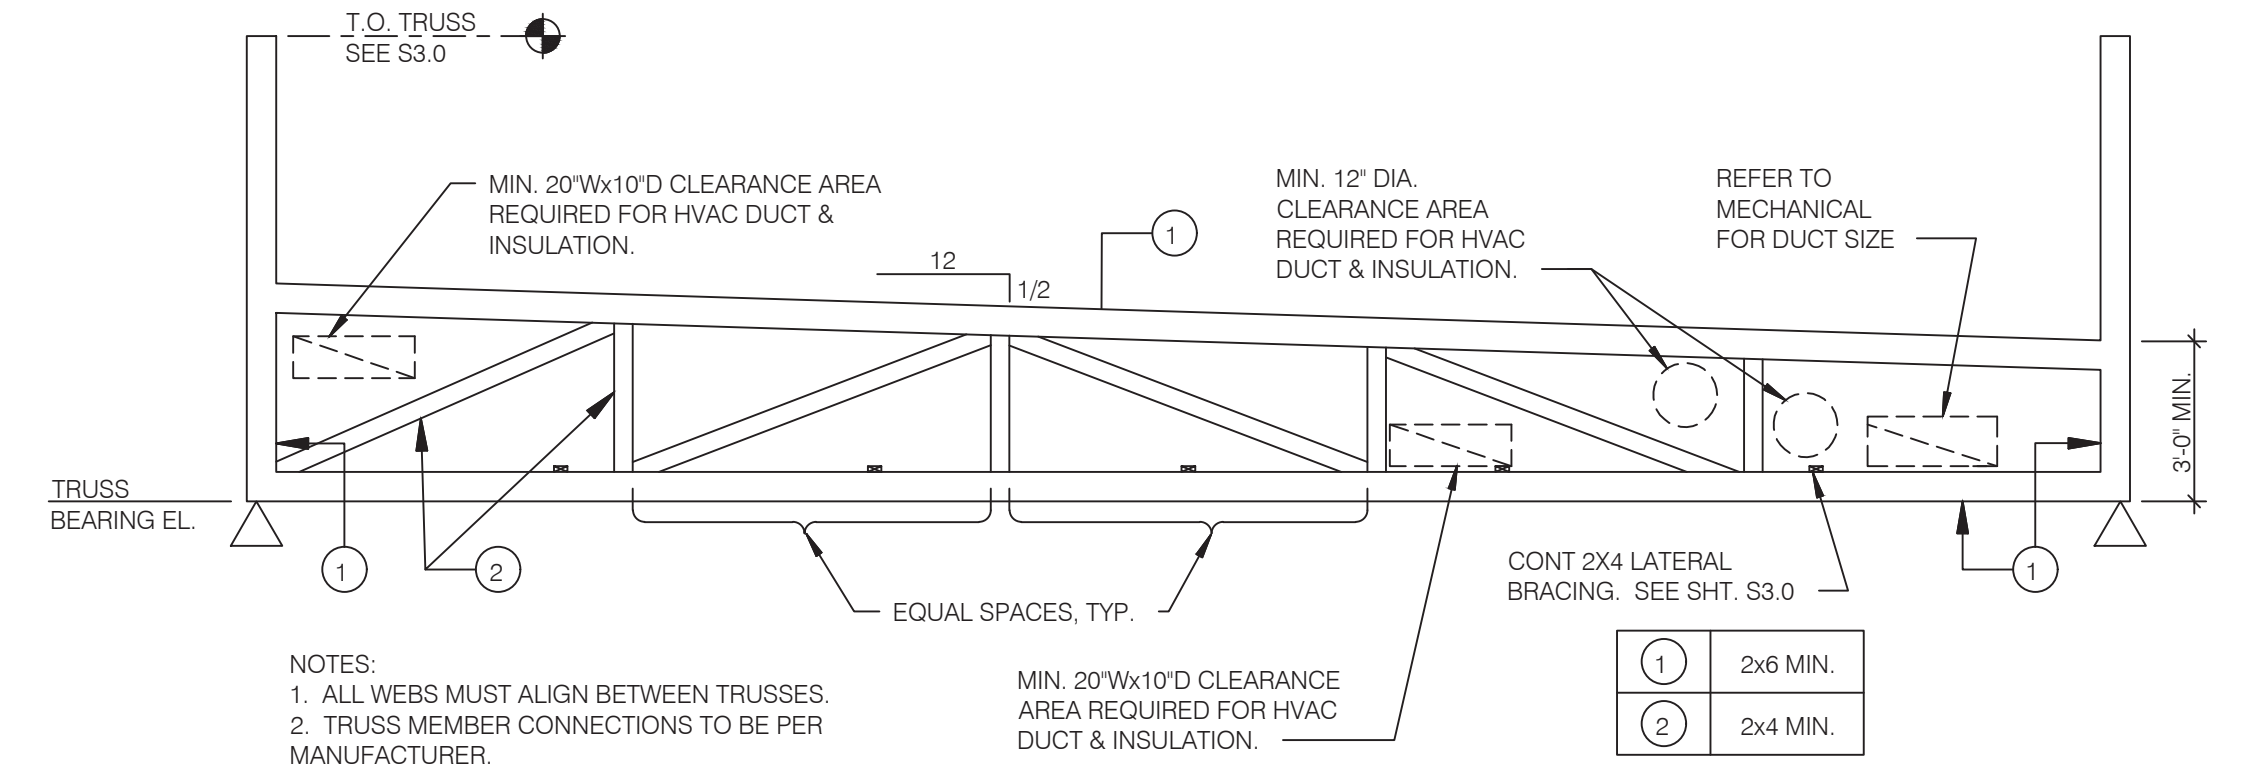 T.O. TRUSS
SEE S3.0
MIN. 20"Wx10"D CLEARANCE AREA
REQUIRED FOR HVAC DUCT &
INSULATION.
12
1/2
1
MIN. 12" DIA.
CLEARANCE AREA
REQUIRED FOR HVAC
DUCT & INSULATION.
REFER TO
MECHANICAL
FOR DUCT SIZE
3'-0" MIN.
TRUSS
BEARING EL.
1
2
EQUAL SPACES, TYP.
CONT 2X4 LATERAL
BRACING. SEE SHT. S3.0
1
NOTES:
1. ALL WEBS MUST ALIGN BETWEEN TRUSSES.
2. TRUSS MEMBER CONNECTIONS TO BE PER
MANUFACTURER.
MIN. 20"Wx10"D CLEARANCE
AREA REQUIRED FOR HVAC
DUCT & INSULATION.
1 2x6 MIN.
2 2x4 MIN.